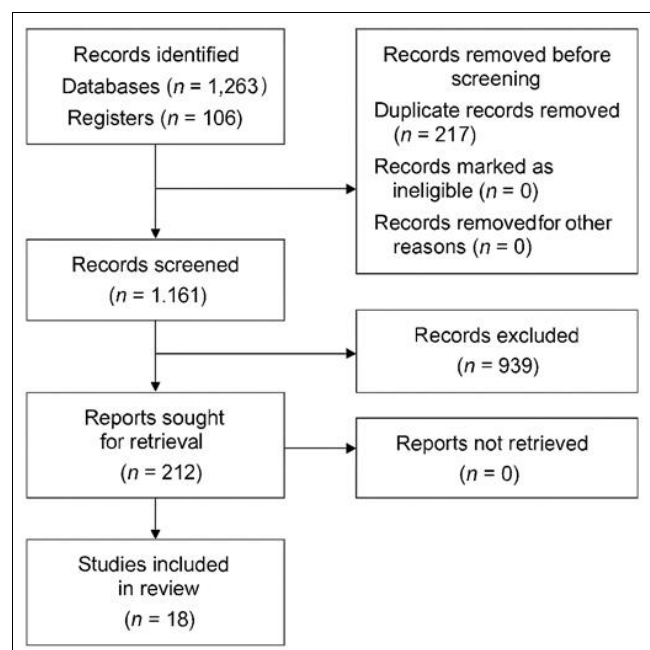 Records identified
Databases (n = 1,263)
Registers (n = 106)
Records removed before
screening
Duplicate records removed
(n = 217)
Records marked as
ineligible (n = 0)
Records removed for other
reasons (n = 0)
Records screened
(n = 1.161)
Records excluded
(n = 939)
Reports sought
for retrieval
(n = 212)
Reports not retrieved
(n = 0)
Studies included
in review
(n = 18)